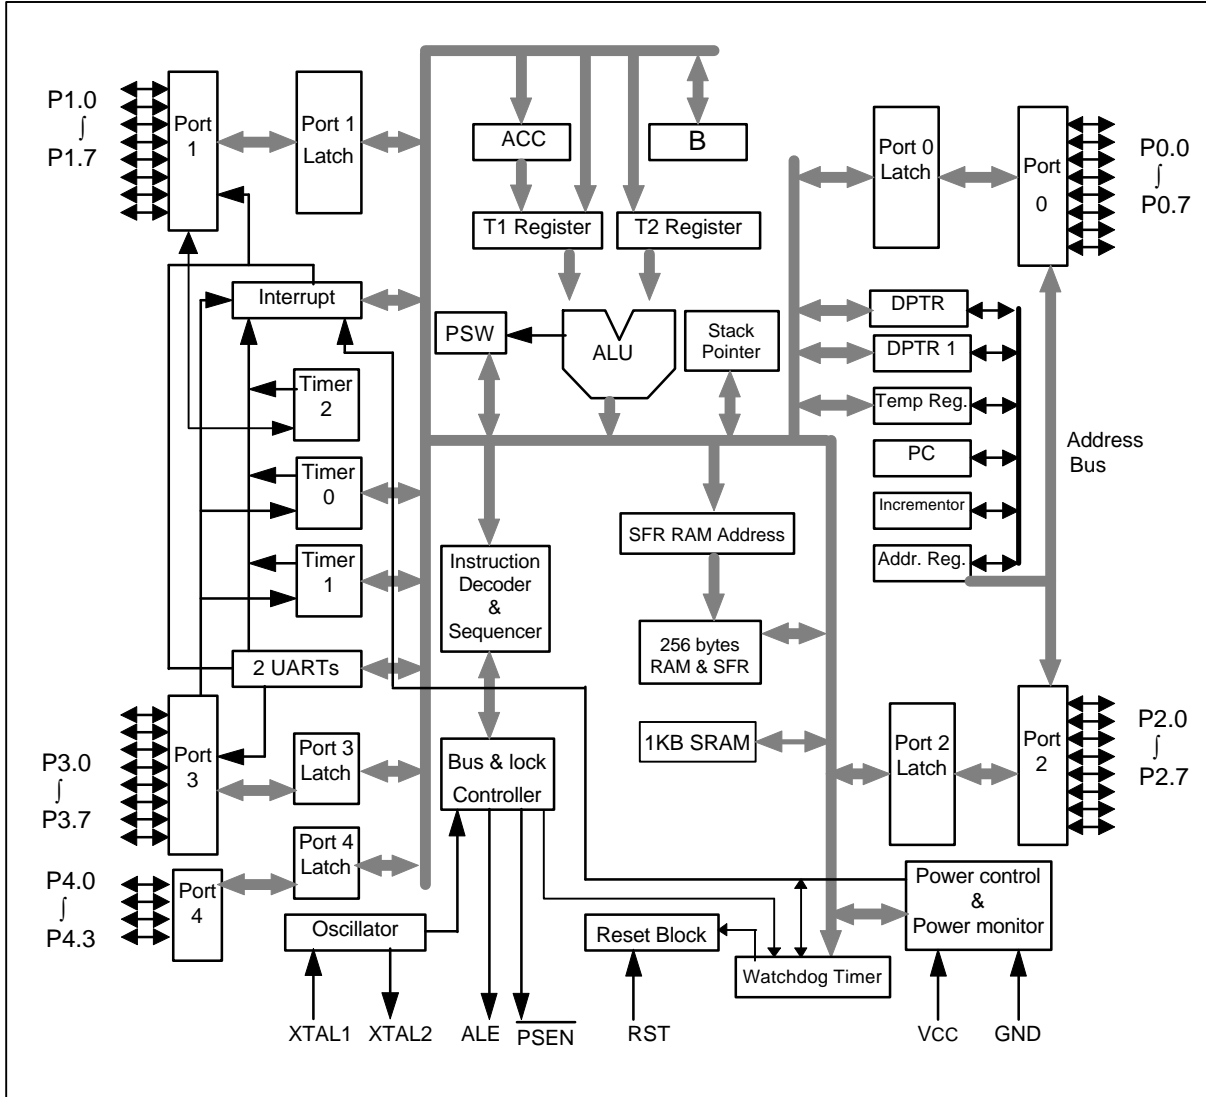 P1.0
∫
P1.7
Port
1
Port 1
Latch
ACC
B
T1 Register
T2 Register
Port 0
Latch
Port
0
P0.0
∫
P0.7
Interrupt
PSW
ALU
Stack
Pointer
DPTR
DPTR 1
Temp Reg.
PC
Incrementor
Addr. Reg.
Address
Bus
Timer
2
Timer
0
Timer
1
2 UARTs
SFR RAM Address
Instruction
Decoder
&
Sequencer
256 bytes
RAM & SFR
1KB SRAM
Bus & lock
Controller
P3.0
∫
P3.7
Port
3
Port 3
Latch
Port 4
Latch
P4.0
∫
P4.3
Port
4
Port 2
Latch
Port
2
P2.0
∫
P2.7
Oscillator
Reset Block
Watchdog Timer
Power control
&
Power monitor
XTAL1
XTAL2
ALE
PSEN
RST
VCC
GND